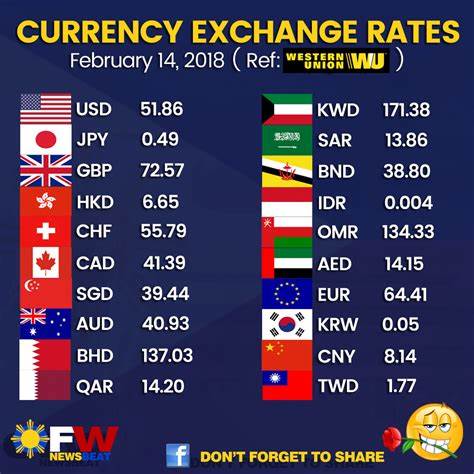 CURRENCY EXCHANGE RATES
February 14, 2018 ( Ref: WESTERN UNION WU )
USD 51.86
JPY 0.49
GBP 72.57
HKD 6.65
CHF 55.79
CAD 41.39
SGD 39.44
AUD 40.93
BHD 137.03
QAR 14.20
KWD 171.38
SAR 13.86
BND 38.80
IDR 0.004
OMR 134.33
AED 14.15
EUR 64.41
KRW 0.05
CNY 8.14
TWD 1.77
OFW
NEWSBEAT
f DON'T FORGET TO SHARE